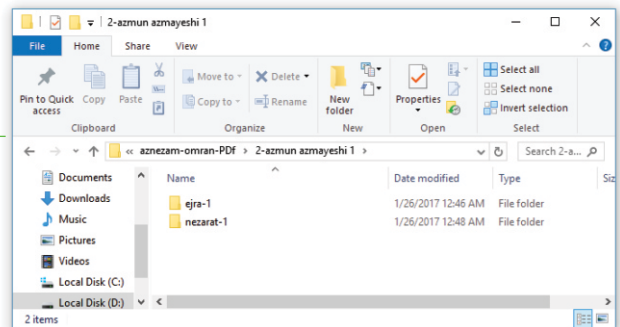 2-azmun azmayeshi 1
File Home Share View
Pin to Quick access
Copy
Paste
Move to
Copy to
Delete
Rename
New folder
Properties
Select all
Select none
Invert selection
Clipboard Organize New Open Select
« aznezam-omran-PDf › 2-azmun azmayeshi 1 › Search 2-a...
Documents
Downloads
Music
Pictures
Videos
Local Disk (C:)
Local Disk (D:)
Name Date modified Type Siz
ejra-1 1/26/2017 12:46 AM File folder
nezarat-1 1/26/2017 12:48 AM File folder
2 items